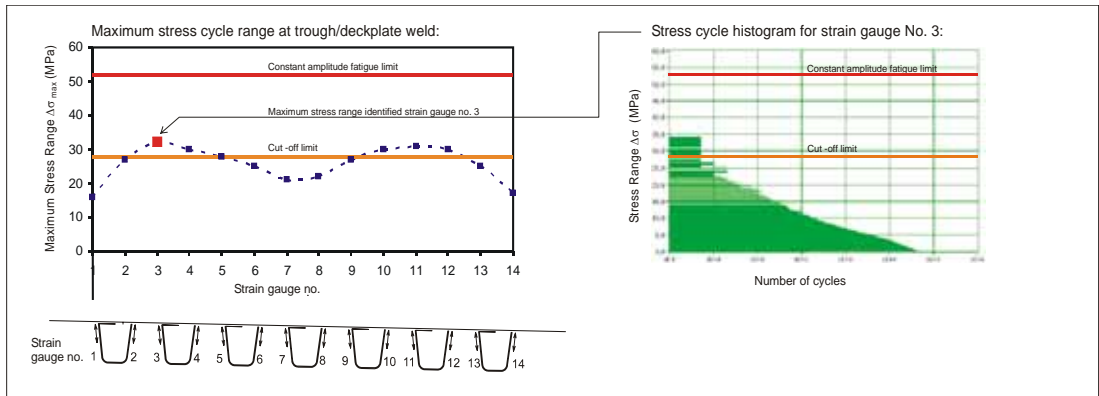 Maximum stress cycle range at trough/deckplate weld:
Maximum Stress Range Δσ max (MPa)
60
50
40
30
20
10
0
Constant amplitude fatigue limit
Maximum stress range identified strain gauge no. 3
Cut -off limit
1 2 3 4 5 6 7 8 9 10 11 12 13 14
Strain gauge no.
Strain
gauge no. 1 2 3 4 5 6 7 8 9 10 11 12 13 14
Stress cycle histogram for strain gauge No. 3:
Stress Range Δσ (MPa)
Constant amplitude fatigue limit
Cut -off limit
Number of cycles